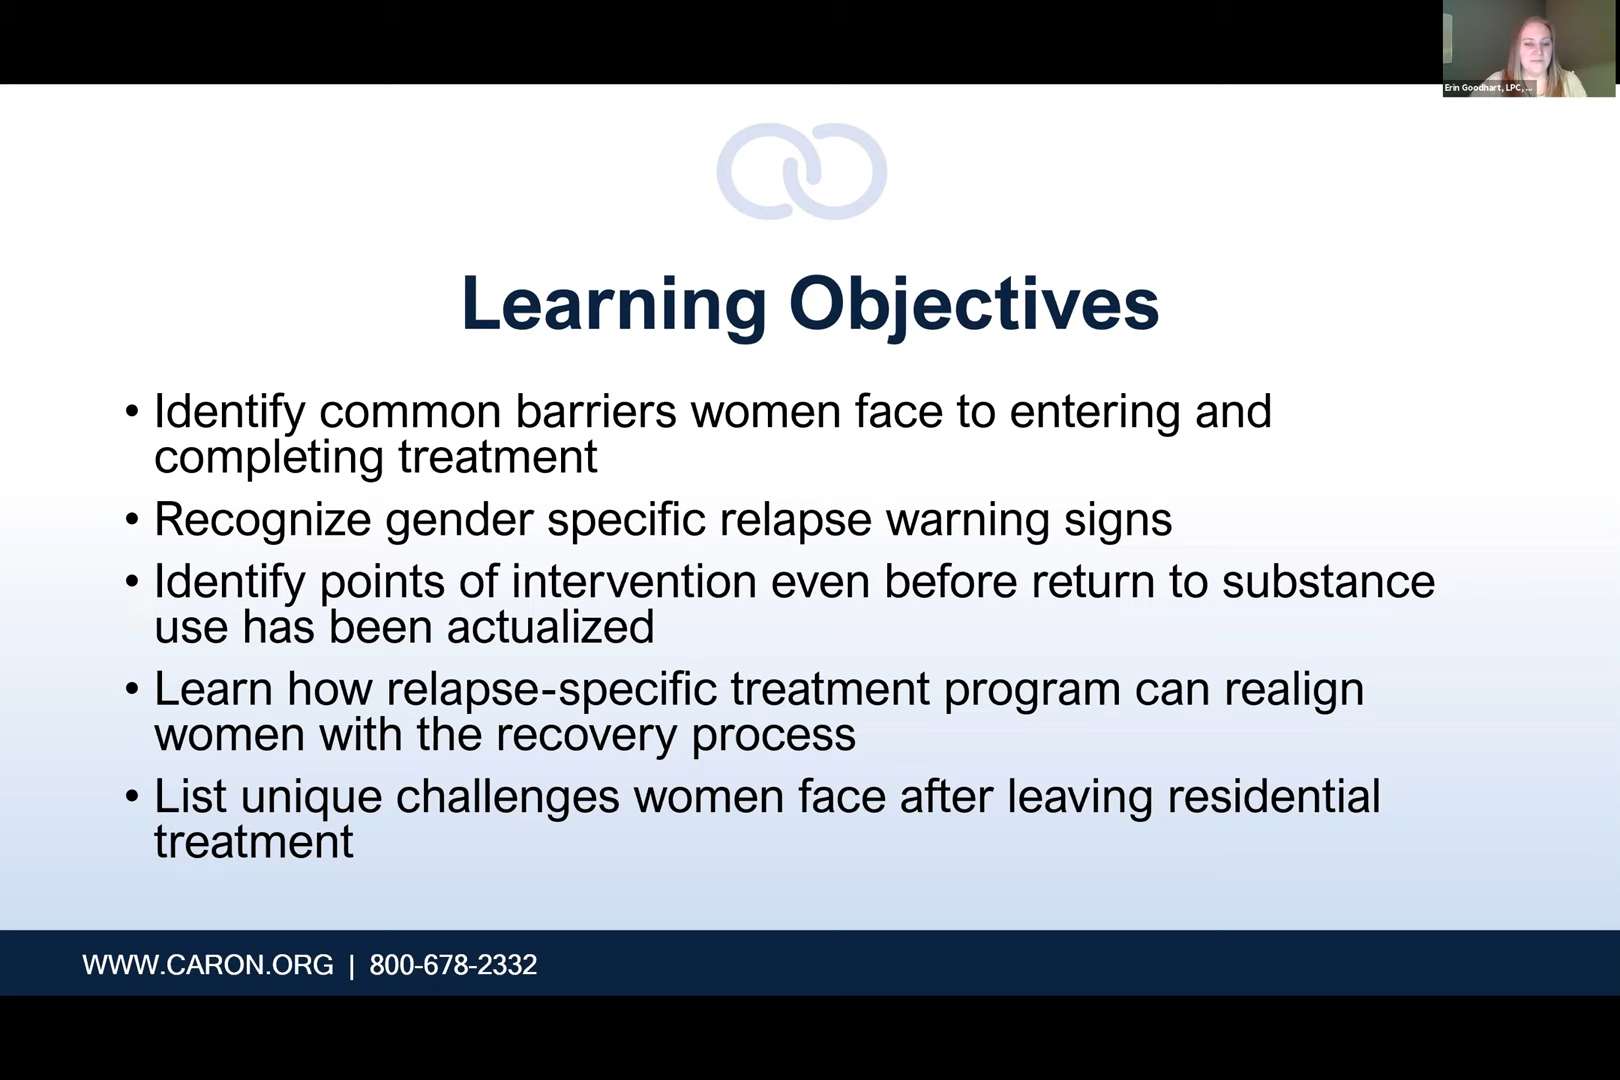 Erin Goodhart, LPC, ...
Learning Objectives
• Identify common barriers women face to entering and
completing treatment
• Recognize gender specific relapse warning signs
• Identify points of intervention even before return to substance
use has been actualized
• Learn how relapse-specific treatment program can realign
women with the recovery process
• List unique challenges women face after leaving residential
treatment
WWW.CARON.ORG | 800-678-2332